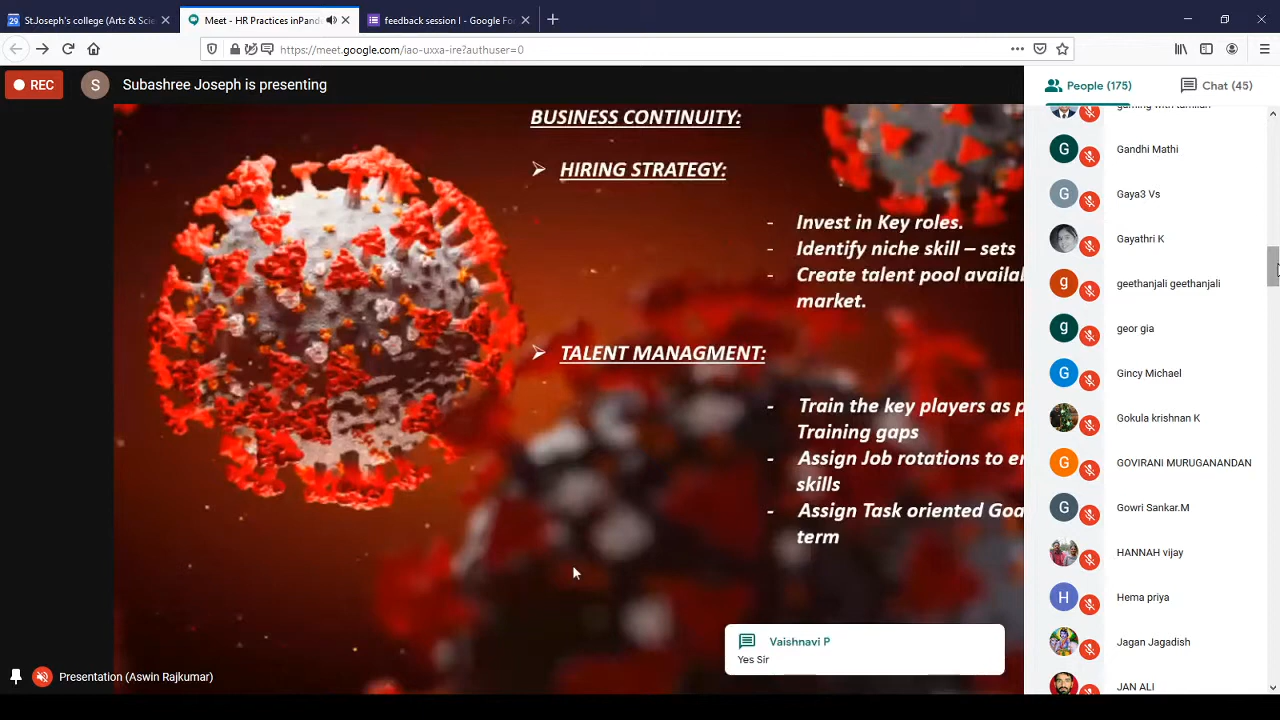 StJoseph's college (Arts & Scie
Meet - HR Practices inPand
feedback session I - Google Fo
https://meet.google.com/iao-uxxa-ire?authuser=0
REC
S
Subashree Joseph is presenting
People (175)
Chat (45)
BUSINESS CONTINUITY:
HIRING STRATEGY:
- Invest in Key roles.
- Identify niche skill – sets
- Create talent pool availa
market.
TALENT MANAGMENT:
- Train the key players as p
Training gaps
- Assign Job rotations to e
skills
- Assign Task oriented Goa
term
Vaishnavi P
Yes Sir
Presentation (Aswin Rajkumar)
G
Gandhi Mathi
G
Gaya3 Vs
Gayathri K
g
geethanjali geethanjali
g
geor gia
G
Gincy Michael
Gokula krishnan K
G
GOVIRANI MURUGANANDAN
G
Gowri Sankar.M
HANNAH vijay
H
Hema priya
Jagan Jagadish
JAN ALI